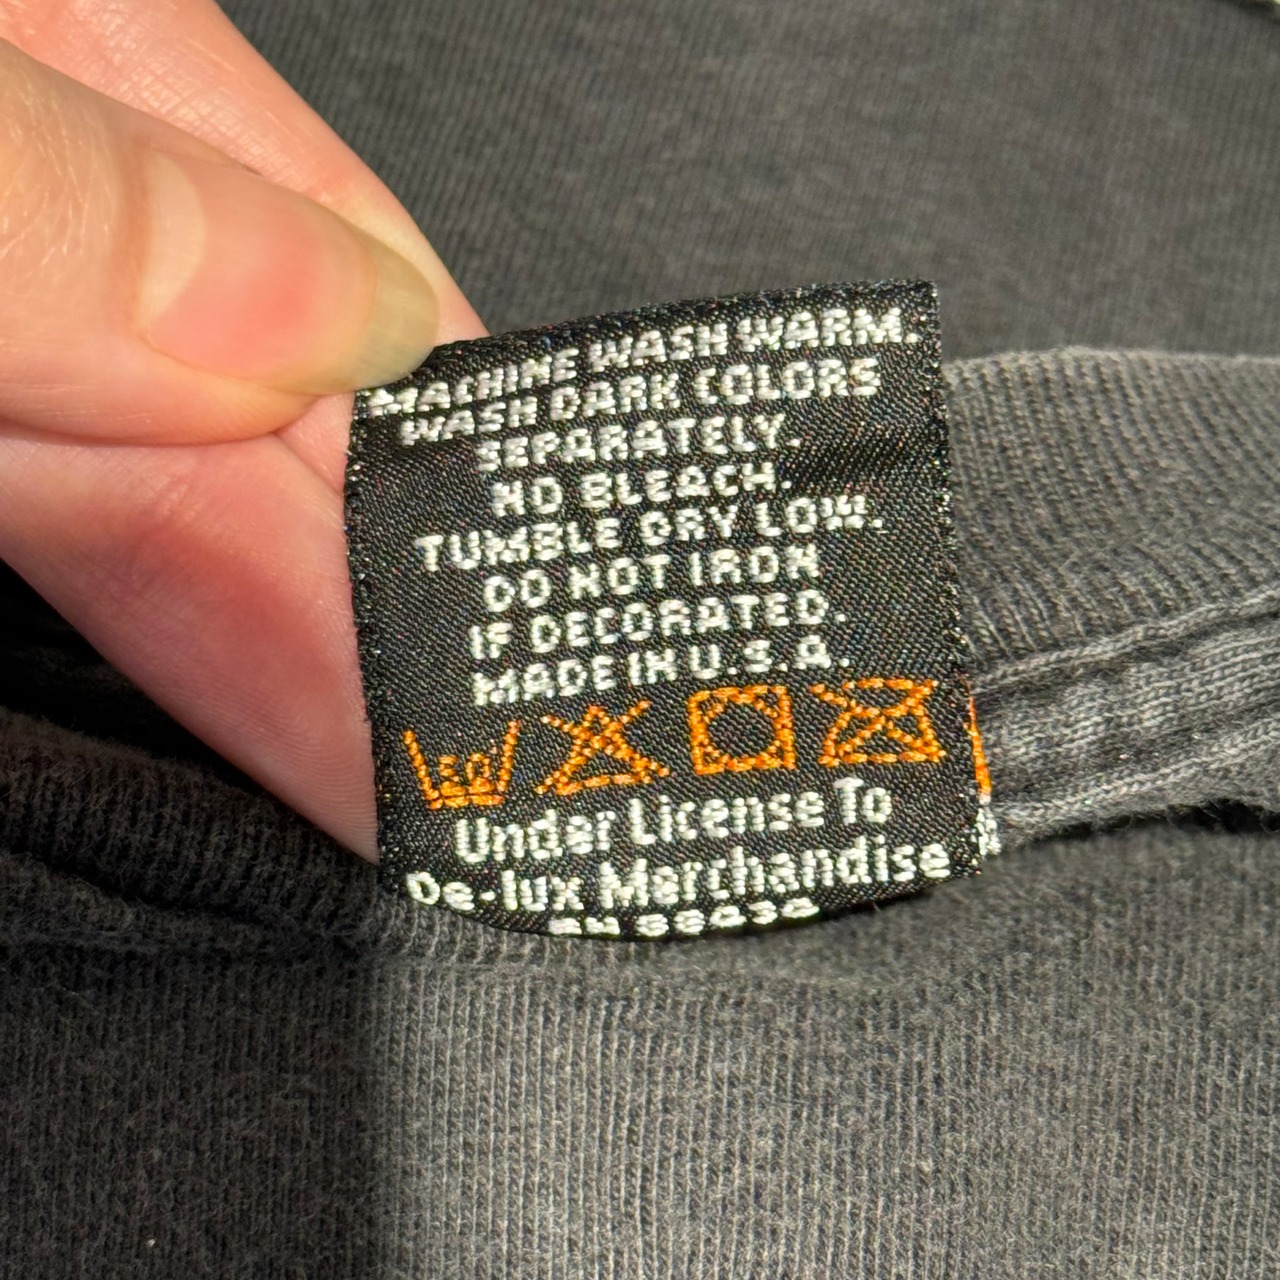 MACHINE WASH WARM
WASH DARK COLORS
SEPARATELY.
NO BLEACH.
TUMBLE DRY LOW.
DO NOT IRON
IF DECORATED.
MADE IN U.S.A.
Under License To
De-lux Merchandise